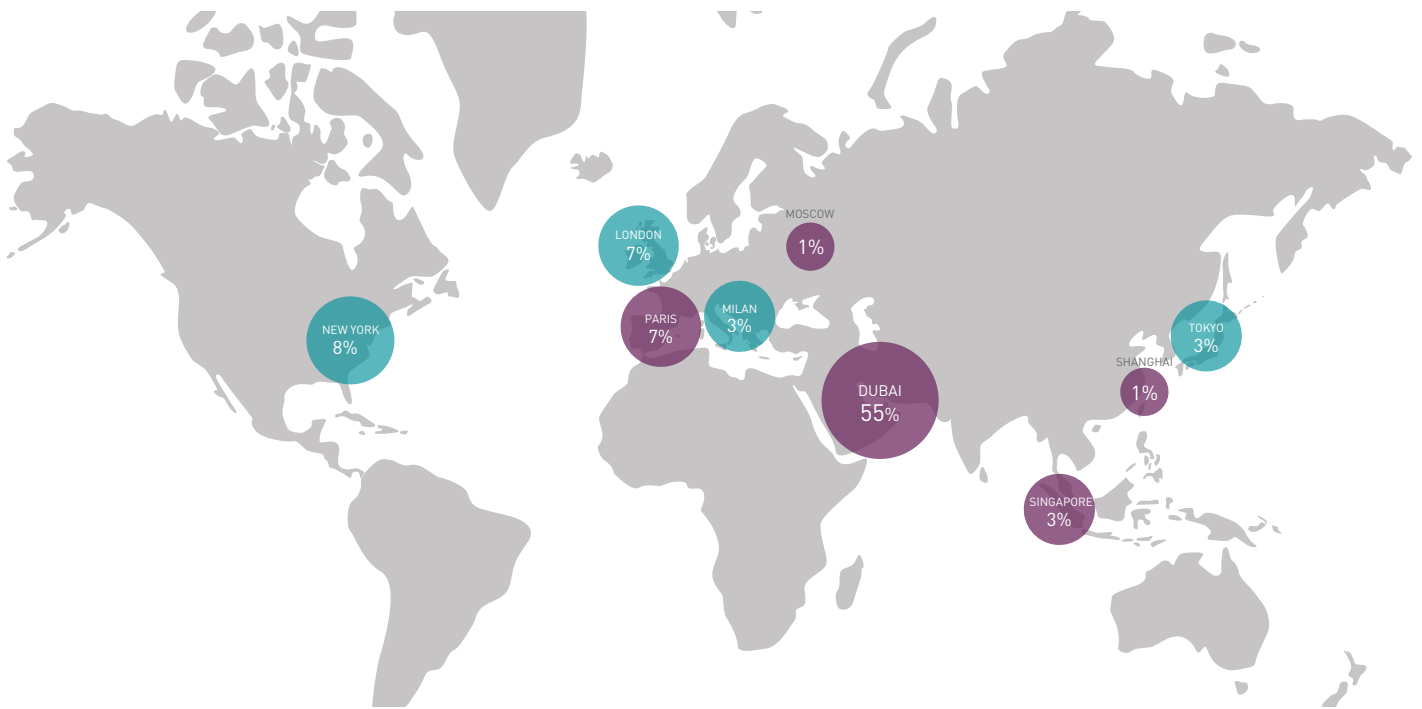 MOSCOW
1%
LONDON
7%
MILAN
3%
PARIS
7%
NEW YORK
8%
TOKYO
3%
SHANGHAI
1%
DUBAI
55%
SINGAPORE
3%